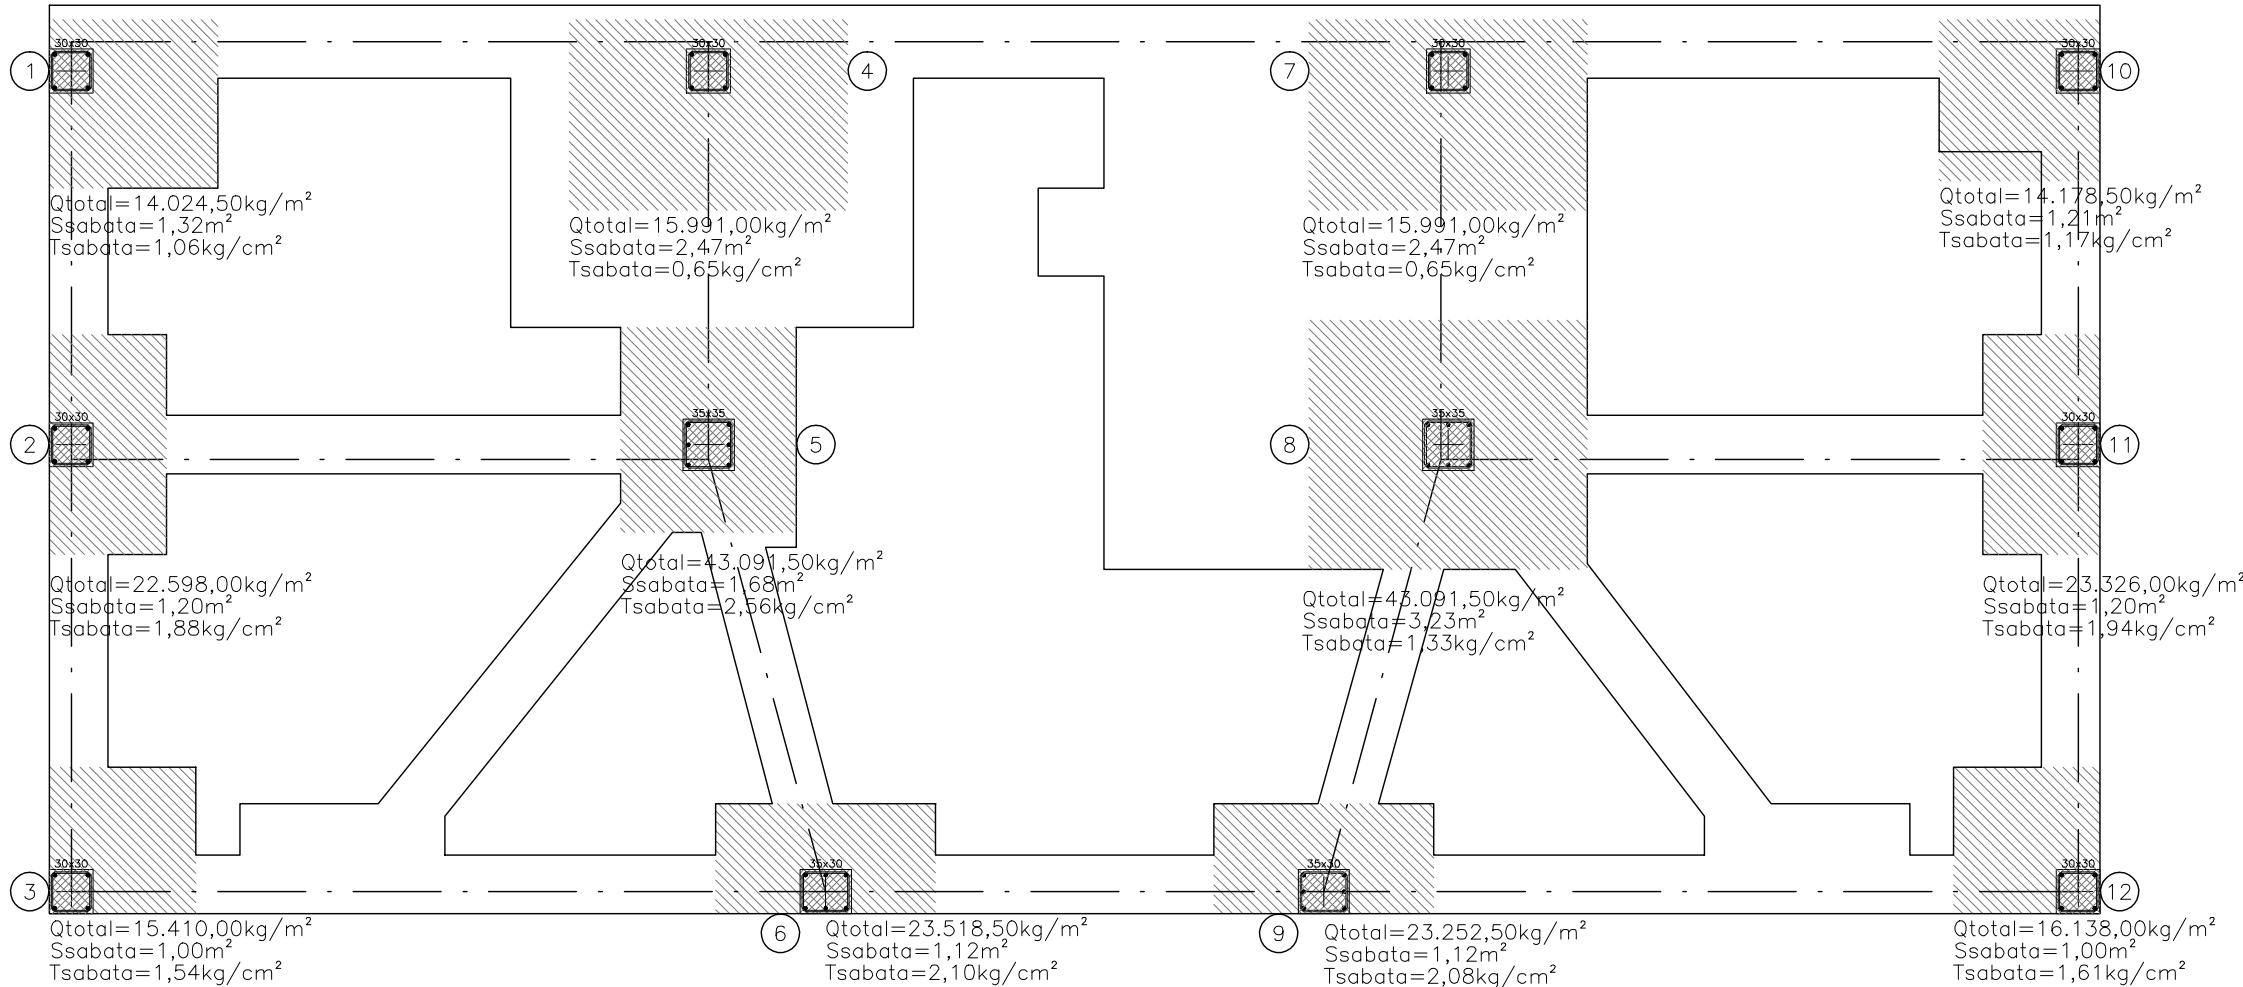 30x30
30x30
30x30
30x30
1
4
7
10
Qtotal=14.024,50kg/m²
Ssabata=1,32m²
Tsabata=1,06kg/cm²
Qtotal=15.991,00kg/m²
Ssabata=2,47m²
Tsabata=0,65kg/cm²
Qtotal=15.991,00kg/m²
Ssabata=2,47m²
Tsabata=0,65kg/cm²
Qtotal=14.178,50kg/m²
Ssabata=1,21m²
Tsabata=1,17kg/cm²
30x30
35x35
35x35
30x30
2
5
8
11
Qtotal=22.598,00kg/m²
Ssabata=1,20m²
Tsabata=1,88kg/cm²
Qtotal=43.091,50kg/m²
Ssabata=1,68m²
Tsabata=2,56kg/cm²
Qtotal=43.091,50kg/m²
Ssabata=3,23m²
Tsabata=1,33kg/cm²
Qtotal=23.326,00kg/m²
Ssabata=1,20m²
Tsabata=1,94kg/cm²
30x30
35x30
35x30
30x30
3
6
9
12
Qtotal=15.410,00kg/m²
Ssabata=1,00m²
Tsabata=1,54kg/cm²
Qtotal=23.518,50kg/m²
Ssabata=1,12m²
Tsabata=2,10kg/cm²
Qtotal=23.252,50kg/m²
Ssabata=1,12m²
Tsabata=2,08kg/cm²
Qtotal=16.138,00kg/m²
Ssabata=1,00m²
Tsabata=1,61kg/cm²